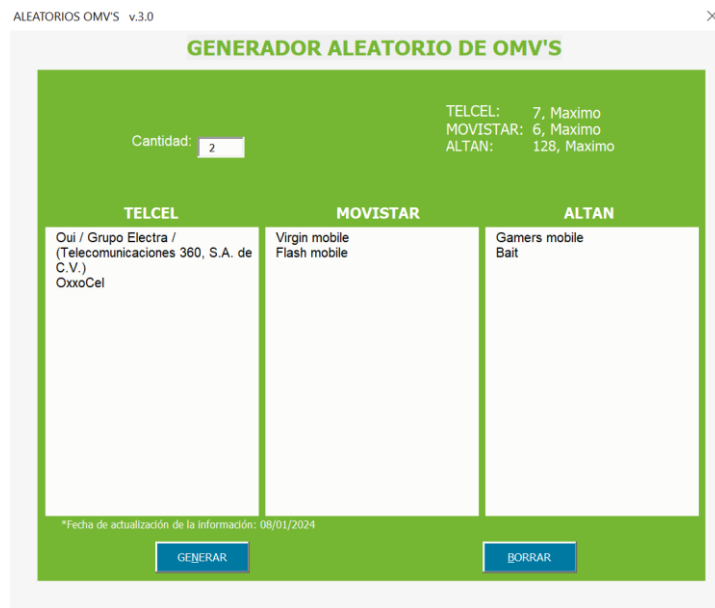 ALEATORIOS OMV'S v.3.0
GENERADOR ALEATORIO DE OMV'S
Cantidad: 2
TELCEL: 7, Maximo
MOVISTAR: 6, Maximo
ALTAN: 128, Maximo
TELCEL
Oui / Grupo Electra /
(Telecomunicaciones 360, S.A. de
C.V.)
OxxoCel
MOVISTAR
Virgin mobile
Flash mobile
ALTAN
Gamers mobile
Bait
*Fecha de actualización de la información: 08/01/2024
GENERAR
BORRAR